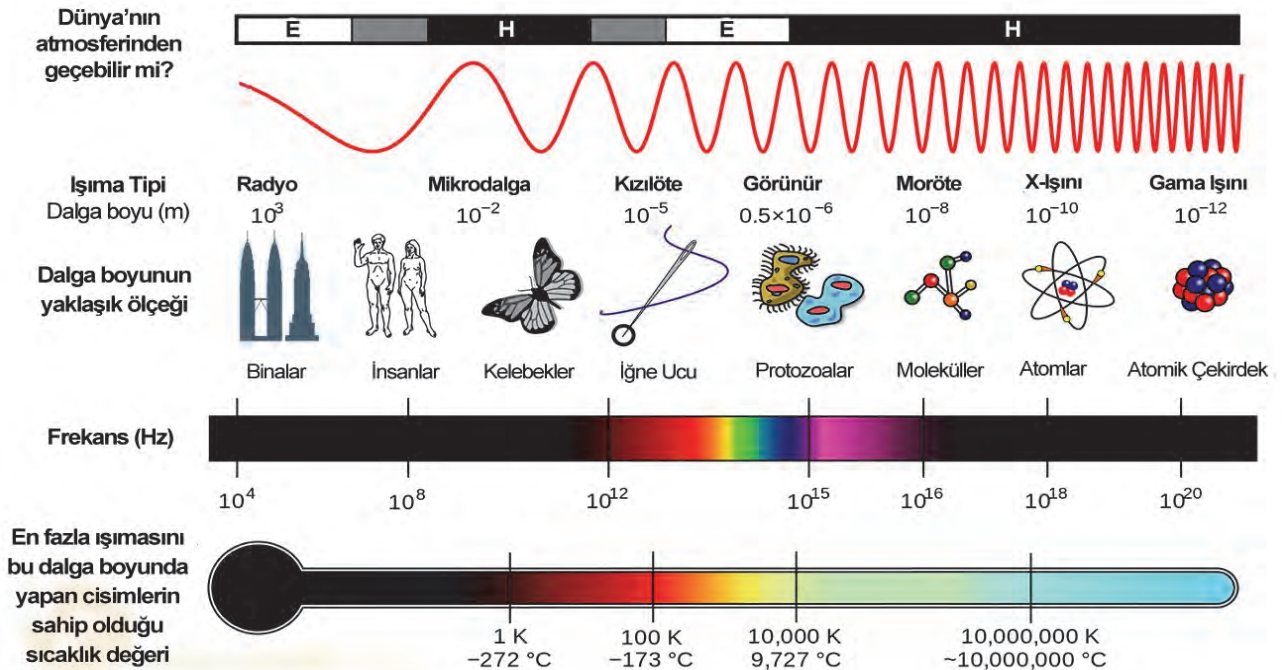 Dünya’nın
atmosferinden
geçebilir mi?
E H E H
Işıma Tipi
Radyo Mikrodalga Kızılöte Görünür Moröte X-Işını Gama Işını
Dalga boyu (m)
10³ 10⁻² 10⁻⁵ 0.5×10⁻⁶ 10⁻⁸ 10⁻¹⁰ 10⁻¹²
Dalga boyunun
yaklaşık ölçeği
Binalar İnsanlar Kelebekler İğne Ucu Protozoalar Moleküller Atomlar Atomik Çekirdek
Frekans (Hz)
10⁴ 10⁸ 10¹² 10¹⁵ 10¹⁶ 10¹⁸ 10²⁰
En fazla ışımasını
bu dalga boyunda
yapan cisimlerin
sahip olduğu
sıcaklık değeri
1 K 100 K 10,000 K 10,000,000 K
−272 °C −173 °C 9,727 °C ~10,000,000 °C